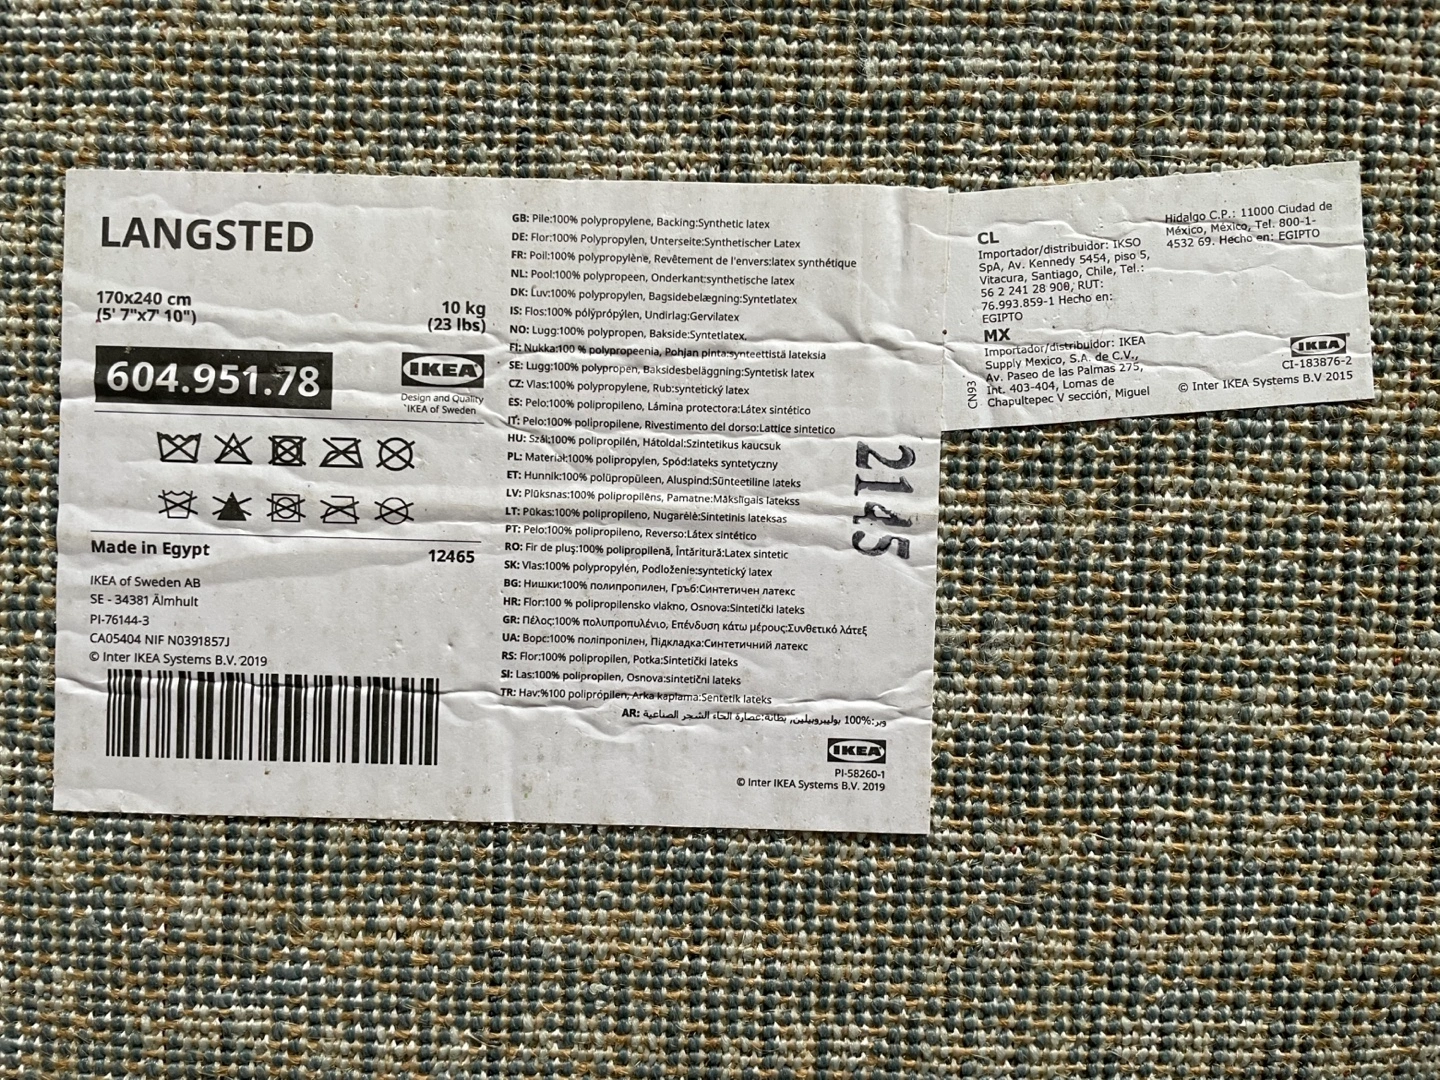 LANGSTED
170x240 cm
(5' 7"x7' 10")
10 kg
(23 lbs)
604.951.78
IKEA
Design and Quality
IKEA of Sweden
Made in Egypt
12465
IKEA of Sweden AB
SE - 34381 Älmhult
PI-76144-3
CA05404 NIF N0391857J
© Inter IKEA Systems B.V. 2019
GB: Pile:100% polypropylene, Backing:Synthetic latex
DE: Flor:100% Polypropylen, Unterseite:Synthetischer Latex
FR: Poil:100% polypropylène, Revêtement de l'envers:latex synthétique
NL: Pool:100% polypropeen, Onderkant:synthetische latex
DK: Luv:100% polypropylen, Bagsidebelægning:Syntetlatex
IS: Flos:100% pólýprópýlen, Undirlag:Gervilatex
NO: Lugg:100% polypropen, Bakside:Syntetlatex,
FI: Nukka:100 % polypropeenia, Pohjan pinta:synteettistä lateksia
SE: Lugg:100% polypropen, Baksidesbeläggning:Syntetisk latex
CZ: Vlas:100% polypropylene, Rub:syntetický latex
ES: Pelo:100% polipropileno, Lámina protectora:Látex sintético
IT: Pelo:100% polipropilene, Rivestimento del dorso:Lattice sintetico
HU: Szál:100% polipropilén, Hátoldal:Szintetikus kaucsuk
PL: Materiał:100% polipropylen, Spód:lateks syntetyczny
ET: Hunnik:100% polüpropüleen, Aluspind:Sünteetiline lateks
LV: Plūksnas:100% polipropilēns, Pamatne:Mākslīgais latekss
LT: Pūkas:100% polipropileno, Nugarėlė:Sintetinis lateksas
PT: Pelo:100% polipropileno, Reverso:Látex sintético
RO: Fir de pluş:100% polipropilenă, Întăritură:Latex sintetic
SK: Vlas:100% polypropylén, Podloženie:syntetický latex
BG: Нишки:100% полипропилен, Гръб:Синтетичен латекс
HR: Flor:100 % polipropilensko vlakno, Osnova:Sintetički lateks
GR: Πέλος:100% πολυπροπυλένιο, Επένδυση κάτω μέρους:Συνθετικό λάτεξ
UA: Ворс:100% поліпропілен, Підкладка:Синтетичний латекс
RS: Flor:100% polipropilen, Potka:Sintetički lateks
SI: Las:100% polipropilen, Osnova:sintetični lateks
TR: Hav:%100 poliprópilen, Arka kaplama:Sentetik lateks
AR: وبر:100% بوليبروبيلين, بطانة:عصارة لحاء الشجر الصناعية
IKEA
PI-58260-1
© Inter IKEA Systems B.V. 2019
2145
CL
Importador/distribuidor: IKSO
SpA, Av. Kennedy 5454, piso 5,
Vitacura, Santiago, Chile, Tel.:
56 2 241 28 900, RUT:
76.993.859-1 Hecho en:
EGIPTO
MX
Importador/distribuidor: IKEA
Supply Mexico, S.A. de C.V.,
Av. Paseo de las Palmas 275,
Int. 403-404, Lomas de
Chapultepec V sección, Miguel
CN93
Hidalgo C.P.: 11000 Ciudad de
México, México, Tel. 800-1-
4532 69. Hecho en: EGIPTO
IKEA
CI-183876-2
© Inter IKEA Systems B.V 2015